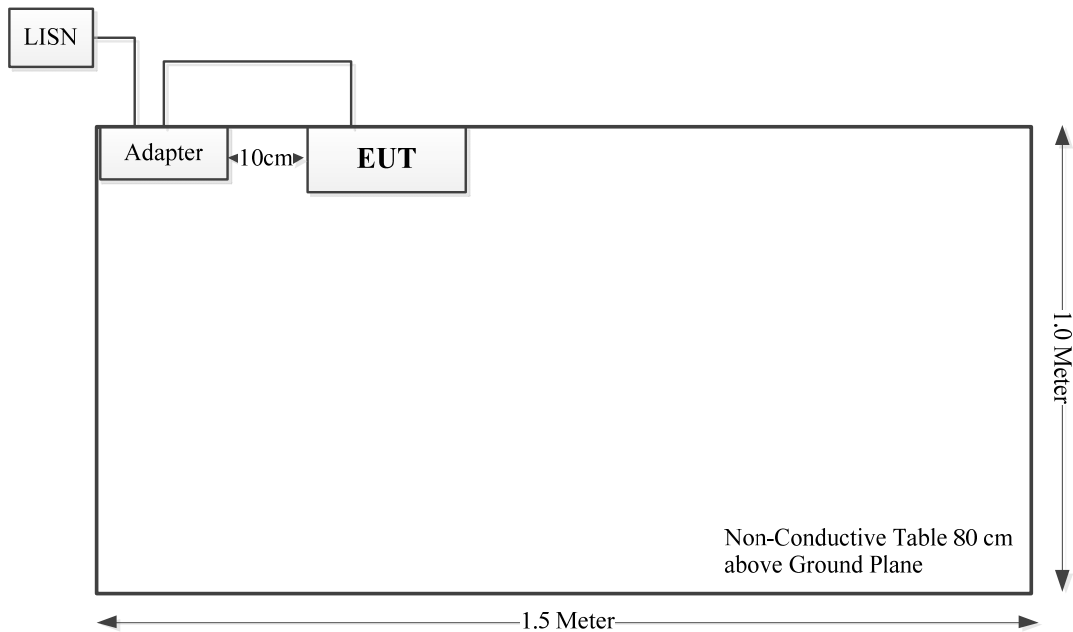 LISN
Adapter
10cm
EUT
1.0 Meter
Non-Conductive Table 80 cm
above Ground Plane
1.5 Meter